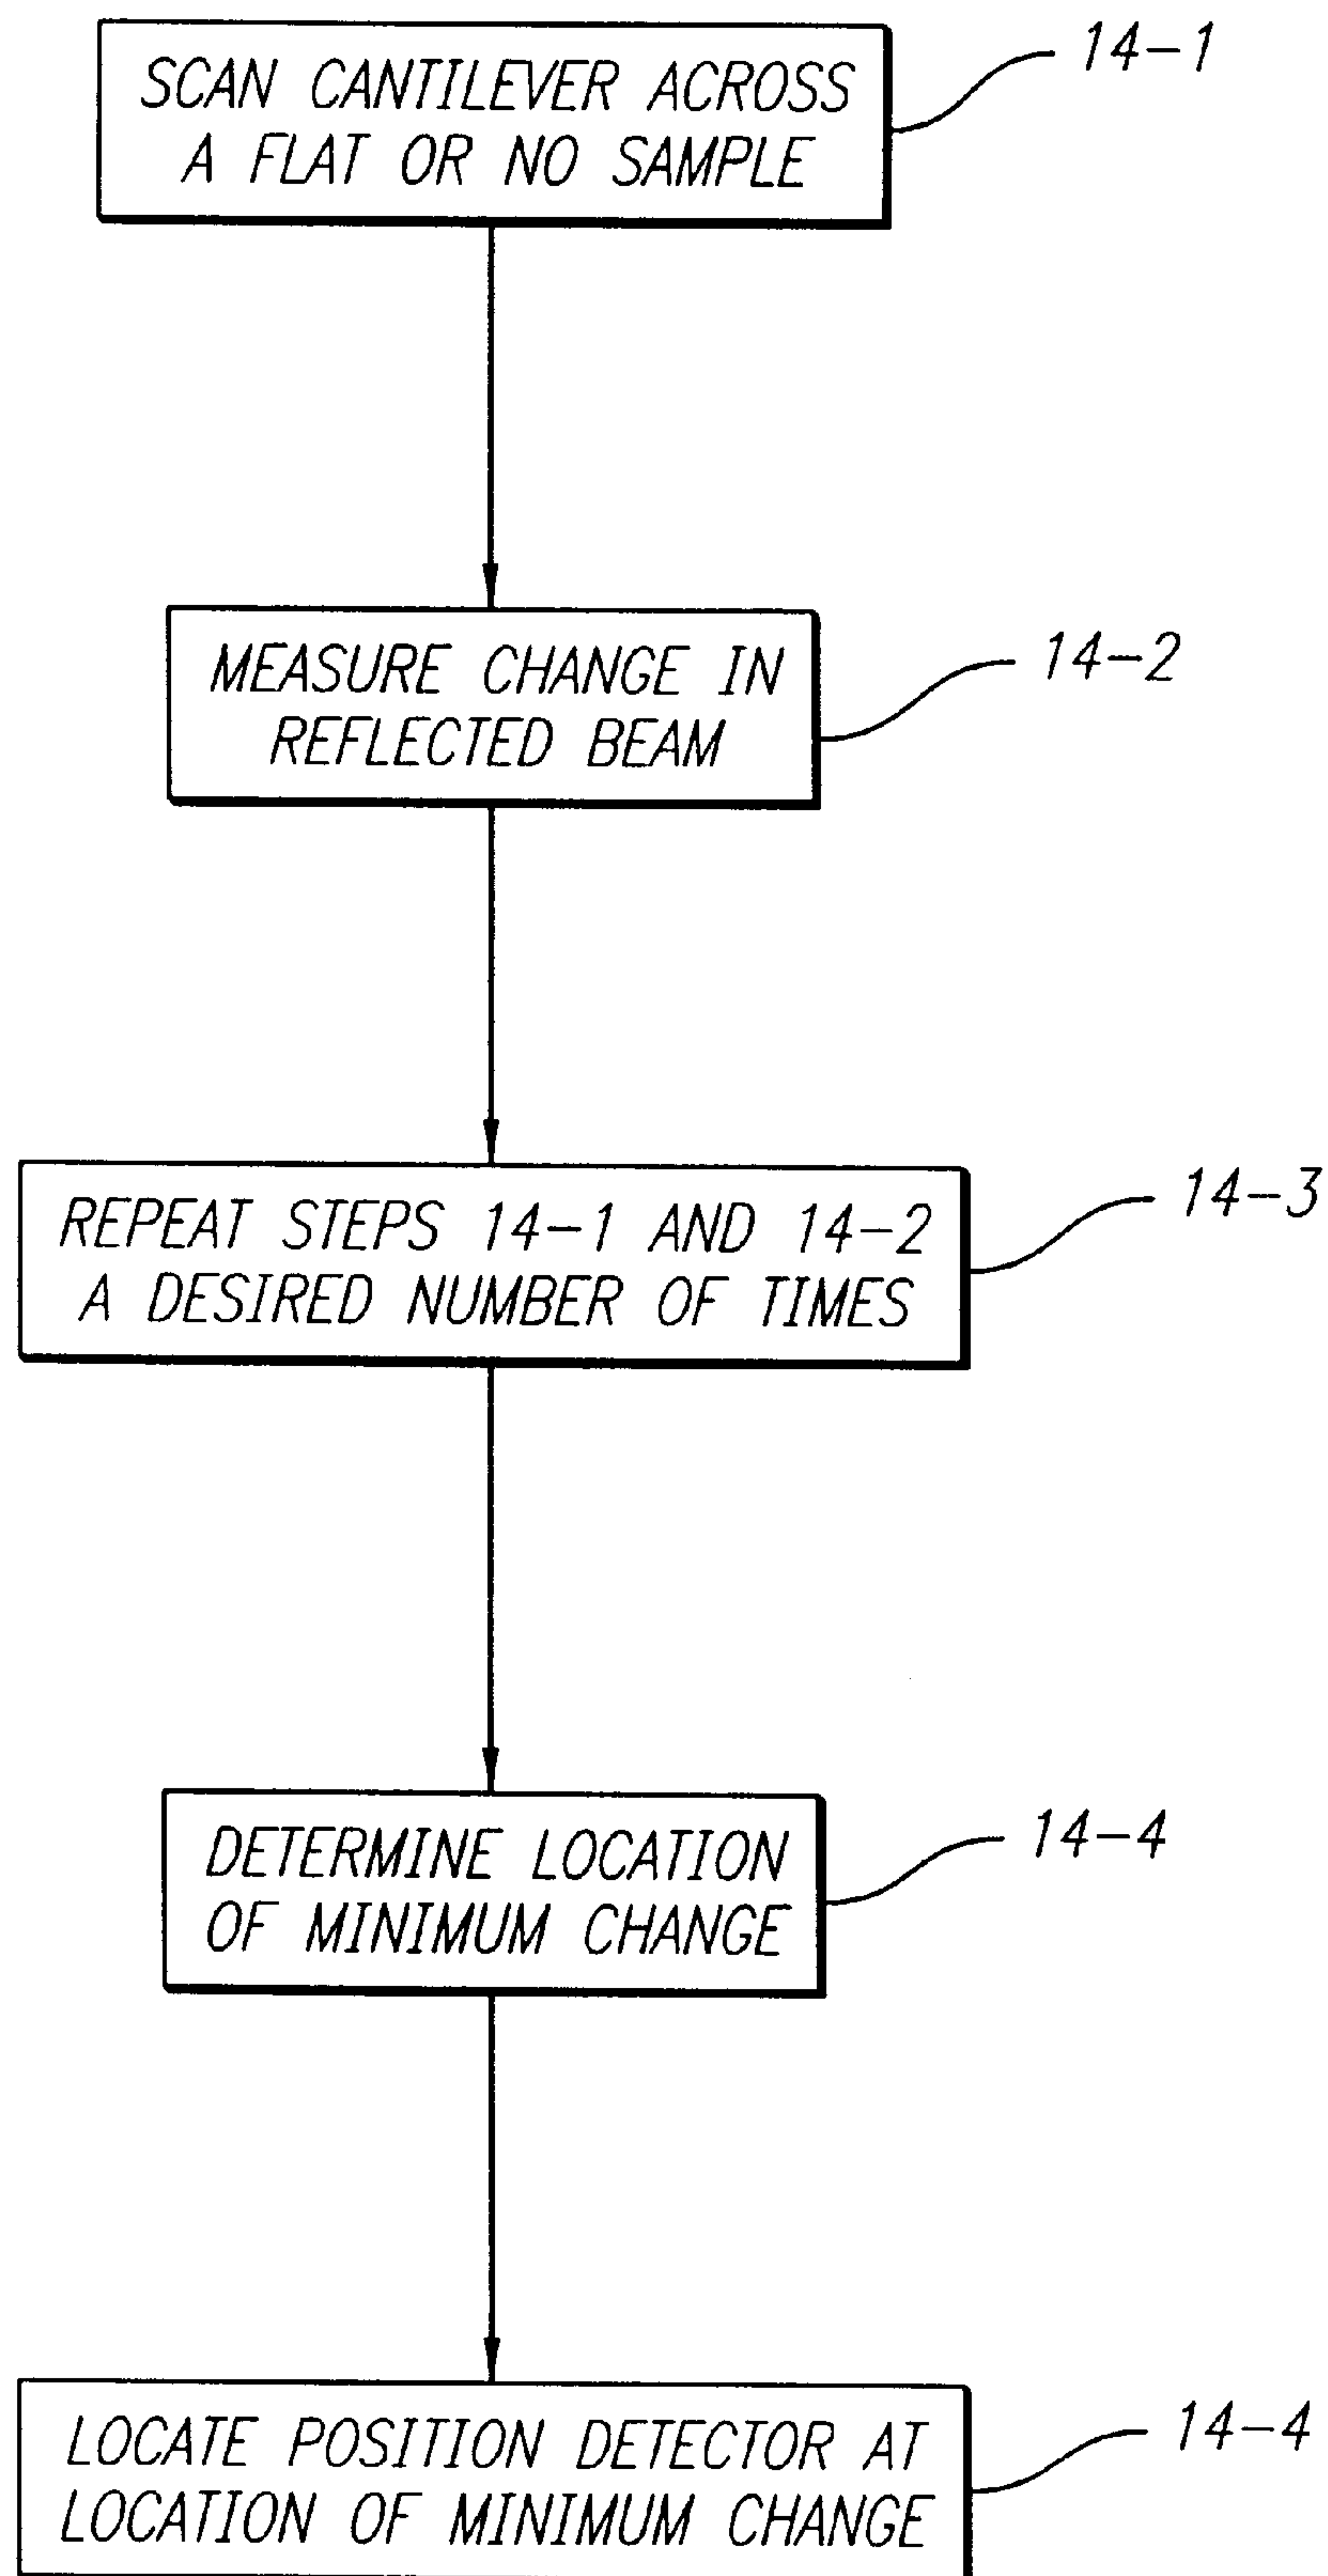 SCAN CANTILEVER ACROSS
A FLAT OR NO SAMPLE
14-1
MEASURE CHANGE IN
REFLECTED BEAM
14-2
REPEAT STEPS 14-1 AND 14-2
A DESIRED NUMBER OF TIMES
14-3
DETERMINE LOCATION
OF MINIMUM CHANGE
14-4
LOCATE POSITION DETECTOR AT
LOCATION OF MINIMUM CHANGE
14-4